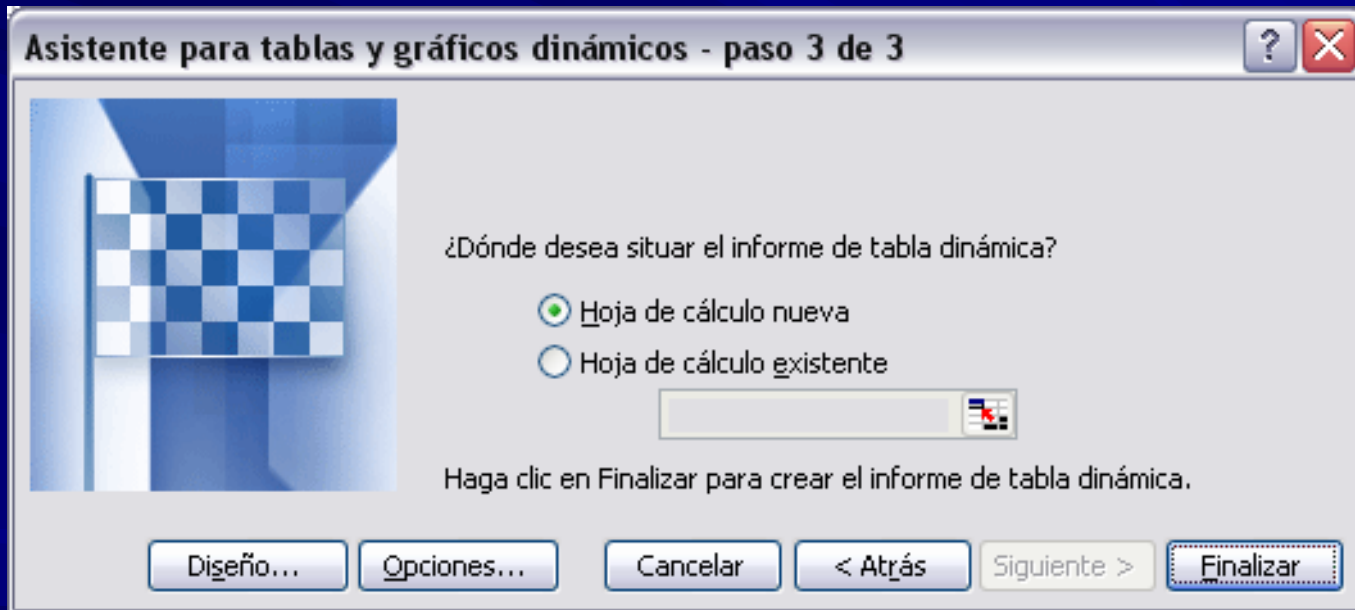 Asistente para tablas y gráficos dinámicos - paso 3 de 3
?
¿Dónde desea situar el informe de tabla dinámica?
Hoja de cálculo nueva
Hoja de cálculo existente
Haga clic en Finalizar para crear el informe de tabla dinámica.
Diseño... Opciones... Cancelar < Atrás Siguiente > Finalizar